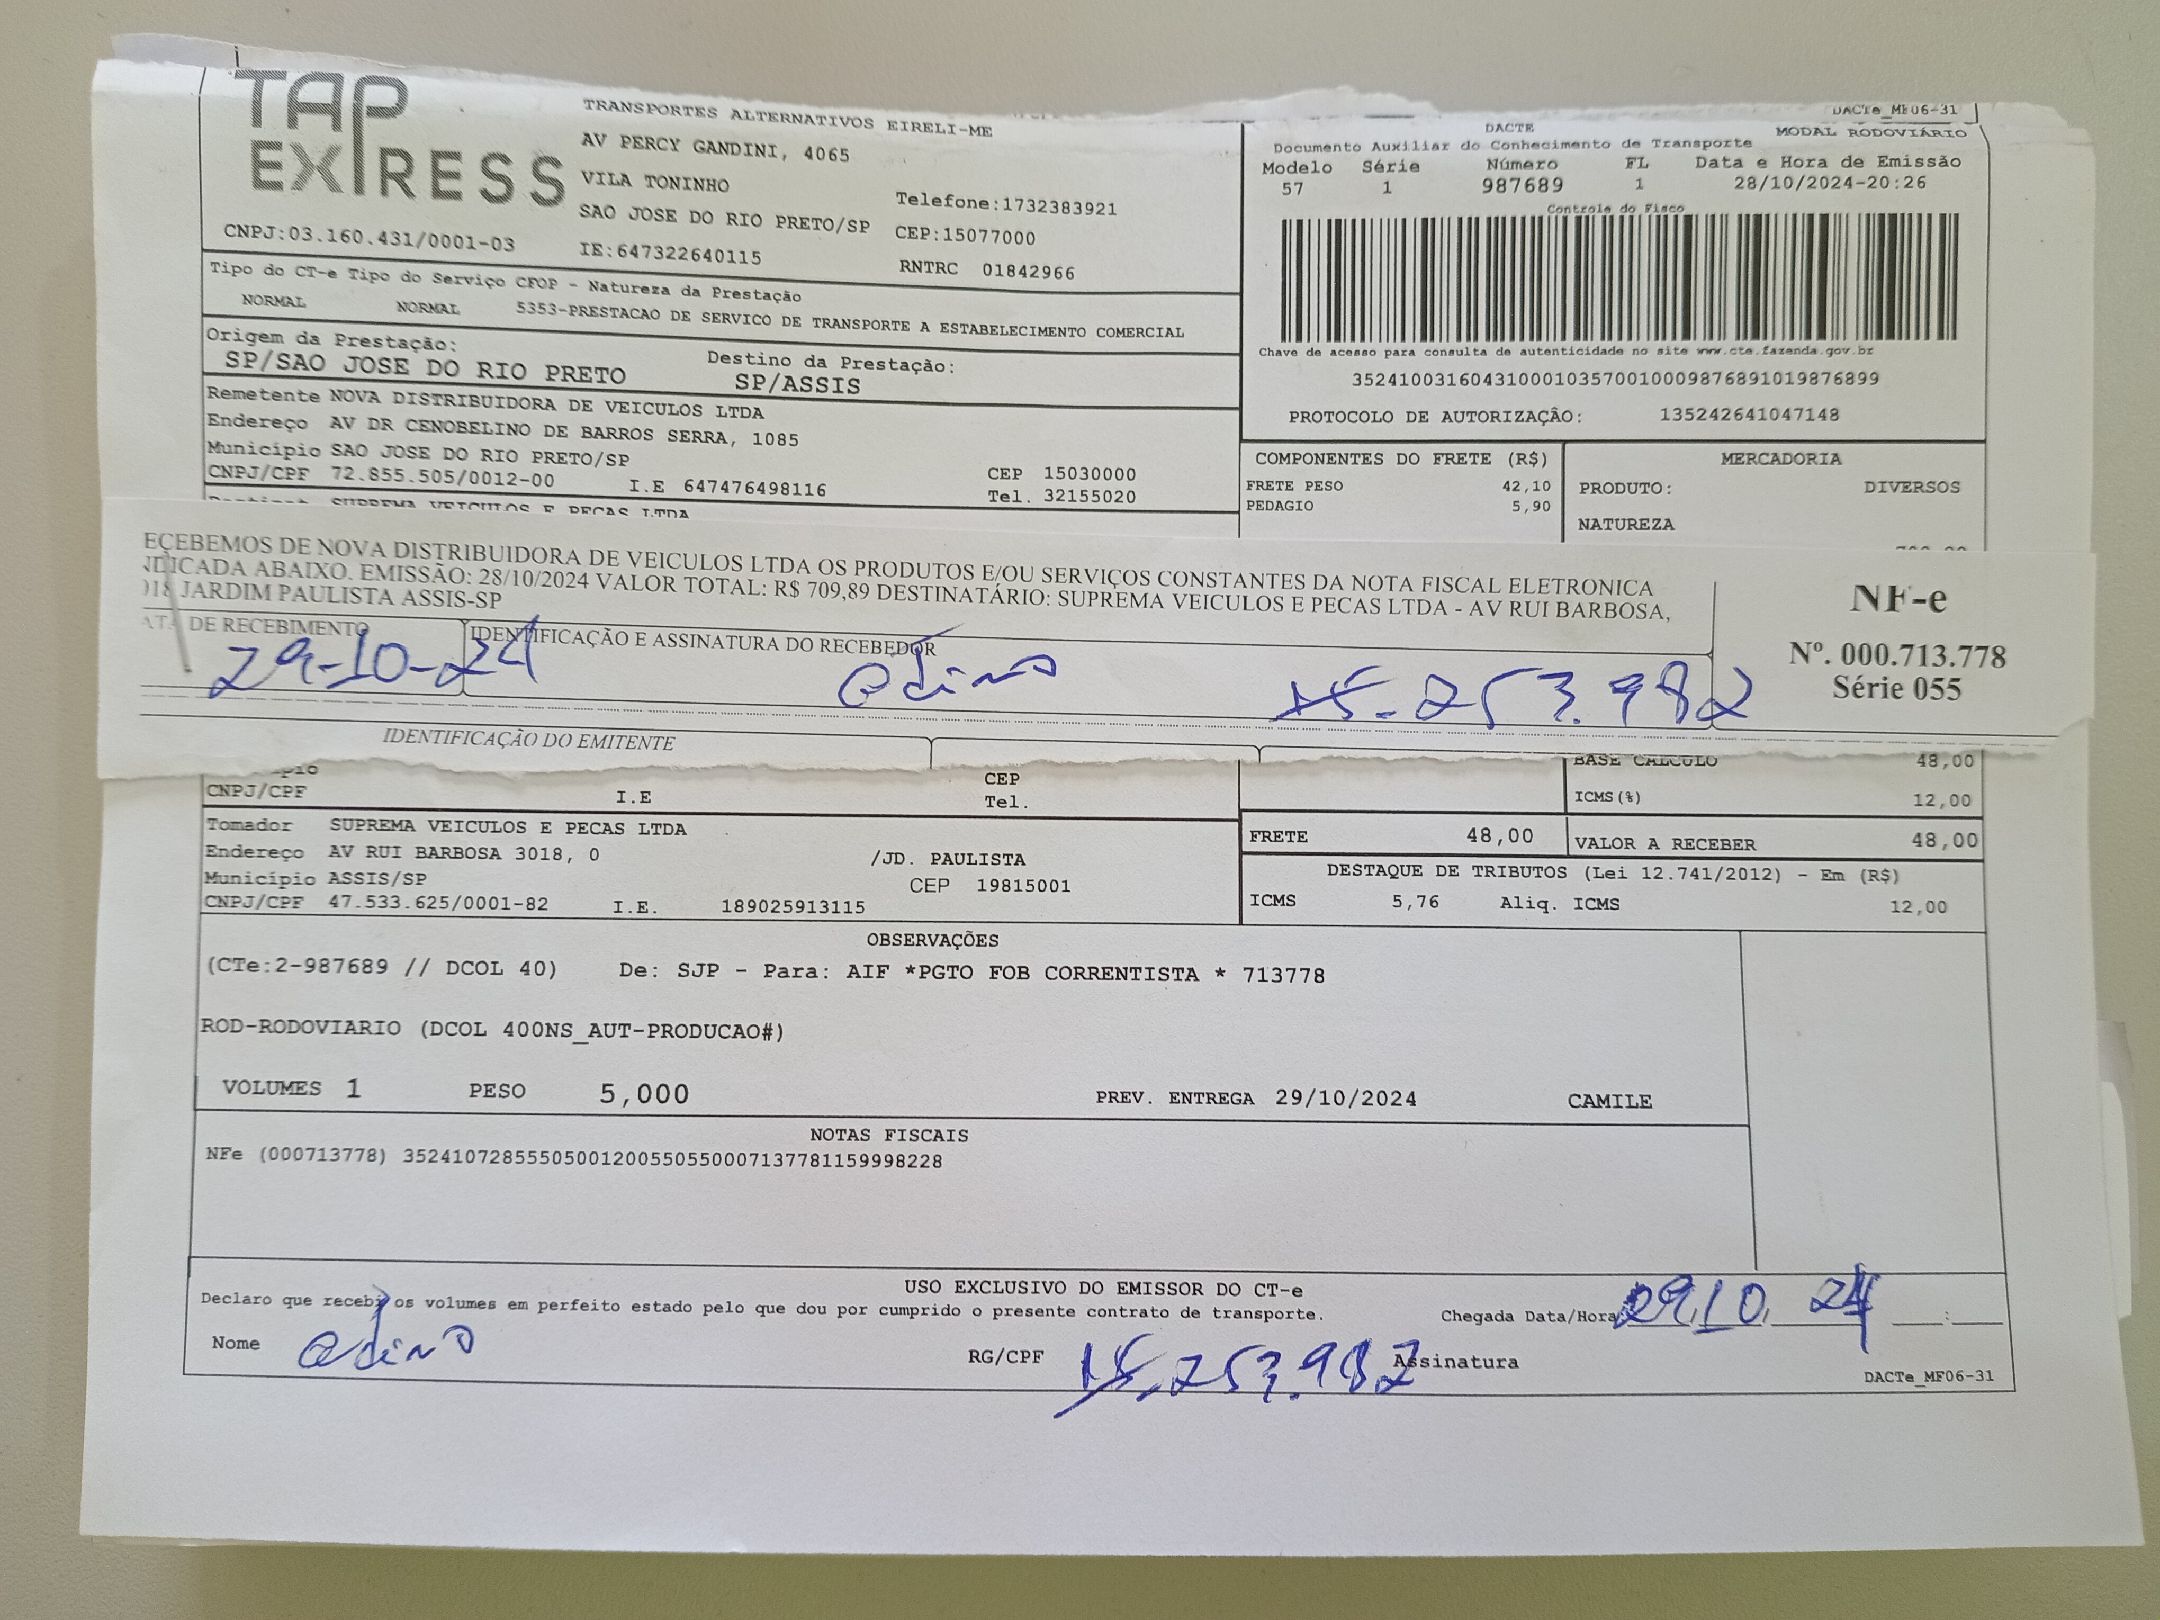 TAP
EXPRESS
TRANSPORTES ALTERNATIVOS EIRELI-ME
AV PERCY GANDINI, 4065
VILA TONINHO
Telefone:1732383921
SAO JOSE DO RIO PRETO/SP CEP:15077000
CNPJ:03.160.431/0001-03 IE:647322640115 RNTRC 01842966
Tipo do CT-e Tipo do Serviço CFOP - Natureza da Prestação
NORMAL NORMAL 5353-PRESTACAO DE SERVICO DE TRANSPORTE A ESTABELECIMENTO COMERCIAL
Origem da Prestação: Destino da Prestação:
SP/SAO JOSE DO RIO PRETO SP/ASSIS
Remetente NOVA DISTRIBUIDORA DE VEICULOS LTDA
Endereço AV DR CENOBELINO DE BARROS SERRA, 1085
Município SAO JOSE DO RIO PRETO/SP CEP 15030000
CNPJ/CPF 72.855.505/0012-00 I.E 647476498116 Tel. 32155020
SUPREMA VEICULOS E PECAS LTDA
DACTe_MF06-31
DACTE MODAL RODOVIÁRIO
Documento Auxiliar do Conhecimento de Transporte
Modelo Série Número FL Data e Hora de Emissão
57 1 987689 1 28/10/2024-20:26
Controle do Fisco
Chave de acesso para consulta de autenticidade no site www.cte.fazenda.gov.br
35241003160431000103570010009876891019876899
PROTOCOLO DE AUTORIZAÇÃO: 135242641047148
COMPONENTES DO FRETE (R$) MERCADORIA
FRETE PESO 42,10 PRODUTO: DIVERSOS
PEDAGIO 5,90 NATUREZA
ECEBEMOS DE NOVA DISTRIBUIDORA DE VEICULOS LTDA OS PRODUTOS E/OU SERVIÇOS CONSTANTES DA NOTA FISCAL ELETRONICA
NDICADA ABAIXO. EMISSÃO: 28/10/2024 VALOR TOTAL: R$ 709,89 DESTINATÁRIO: SUPREMA VEICULOS E PECAS LTDA - AV RUI BARBOSA,
018 JARDIM PAULISTA ASSIS-SP
ATA DE RECEBIMENTO IDENTIFICAÇÃO E ASSINATURA DO RECEBEDOR
29-10-24 edino 15.253.982
NF-e
Nº. 000.713.778
Série 055
IDENTIFICAÇÃO DO EMITENTE
CEP
CNPJ/CPF I.E Tel.
BASE CALCULO 48,00
ICMS(%) 12,00
Tomador SUPREMA VEICULOS E PECAS LTDA
Endereço AV RUI BARBOSA 3018, 0 /JD. PAULISTA
Município ASSIS/SP CEP 19815001
CNPJ/CPF 47.533.625/0001-82 I.E. 189025913115
FRETE 48,00 VALOR A RECEBER 48,00
DESTAQUE DE TRIBUTOS (Lei 12.741/2012) - Em (R$)
ICMS 5,76 Aliq. ICMS 12,00
OBSERVAÇÕES
(CTe:2-987689 // DCOL 40) De: SJP - Para: AIF *PGTO FOB CORRENTISTA * 713778
ROD-RODOVIARIO (DCOL 400NS_AUT-PRODUCAO#)
VOLUMES 1 PESO 5,000 PREV. ENTREGA 29/10/2024 CAMILE
NOTAS FISCAIS
NFe (000713778) 35241072855505001200550550007137781159998228
USO EXCLUSIVO DO EMISSOR DO CT-e
Declaro que recebi os volumes em perfeito estado pelo que dou por cumprido o presente contrato de transporte. Chegada Data/Hora 29,10, 24 :
Nome edino RG/CPF 15.253.982 Assinatura
DACTe_MF06-31